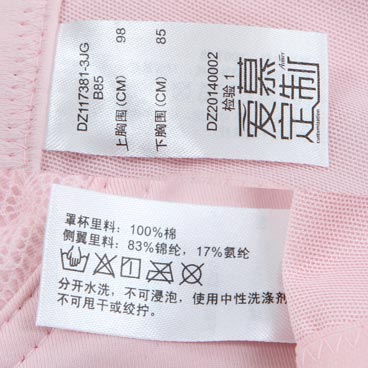 DZ117381-3JG
B85
上胸围(CM) 98
下胸围(CM) 85
DZ20140002
检验 1
爱慕
定制
Aimer
customization
罩杯里料：100%棉
侧翼里料：83%锦纶，17%氨纶
分开水洗，不可浸泡，使用中性洗涤剂
不可甩干或绞拧。